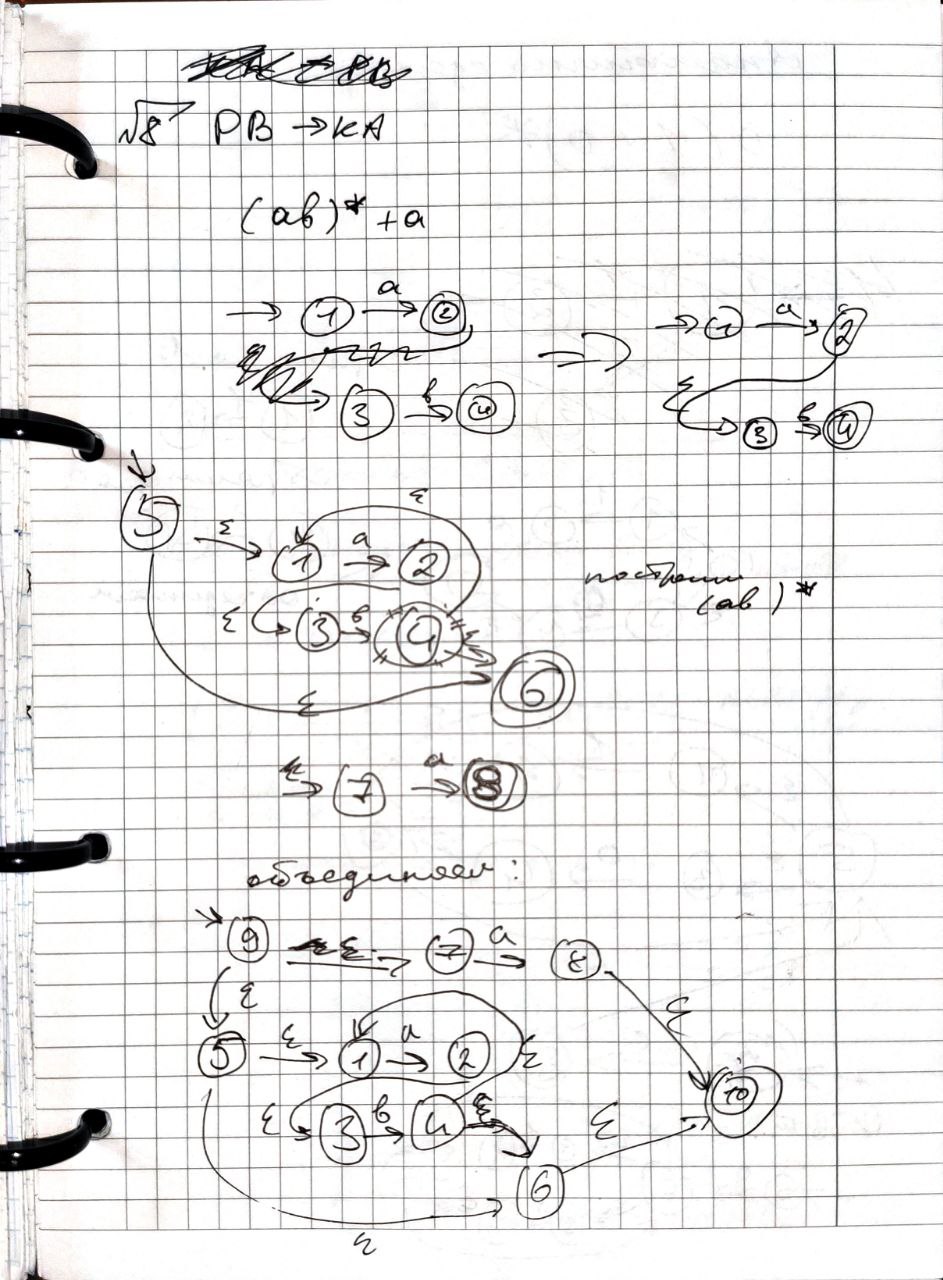 √8 РВ → КА
(ab)* + a
→ 1 a→ 2
3 b→ 4
⇒
→ 1 a→ 2
ε
3 b→ 4
5 ε 1 a→ 2 ε
ε 3 b→ 4 ε
6
ε
построили
(ab)*
7 a→ 8
объединяем:
9 ε 7 a→ 8
ε ε
5 ε 1 a→ 2 ε
10
ε 3 b→ 4 ε ε
6
ε